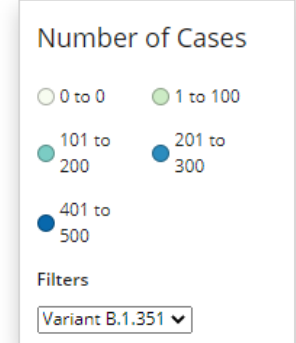 Number of Cases
0 to 0
1 to 100
101 to
200
201 to
300
401 to
500
Filters
Variant B.1.351